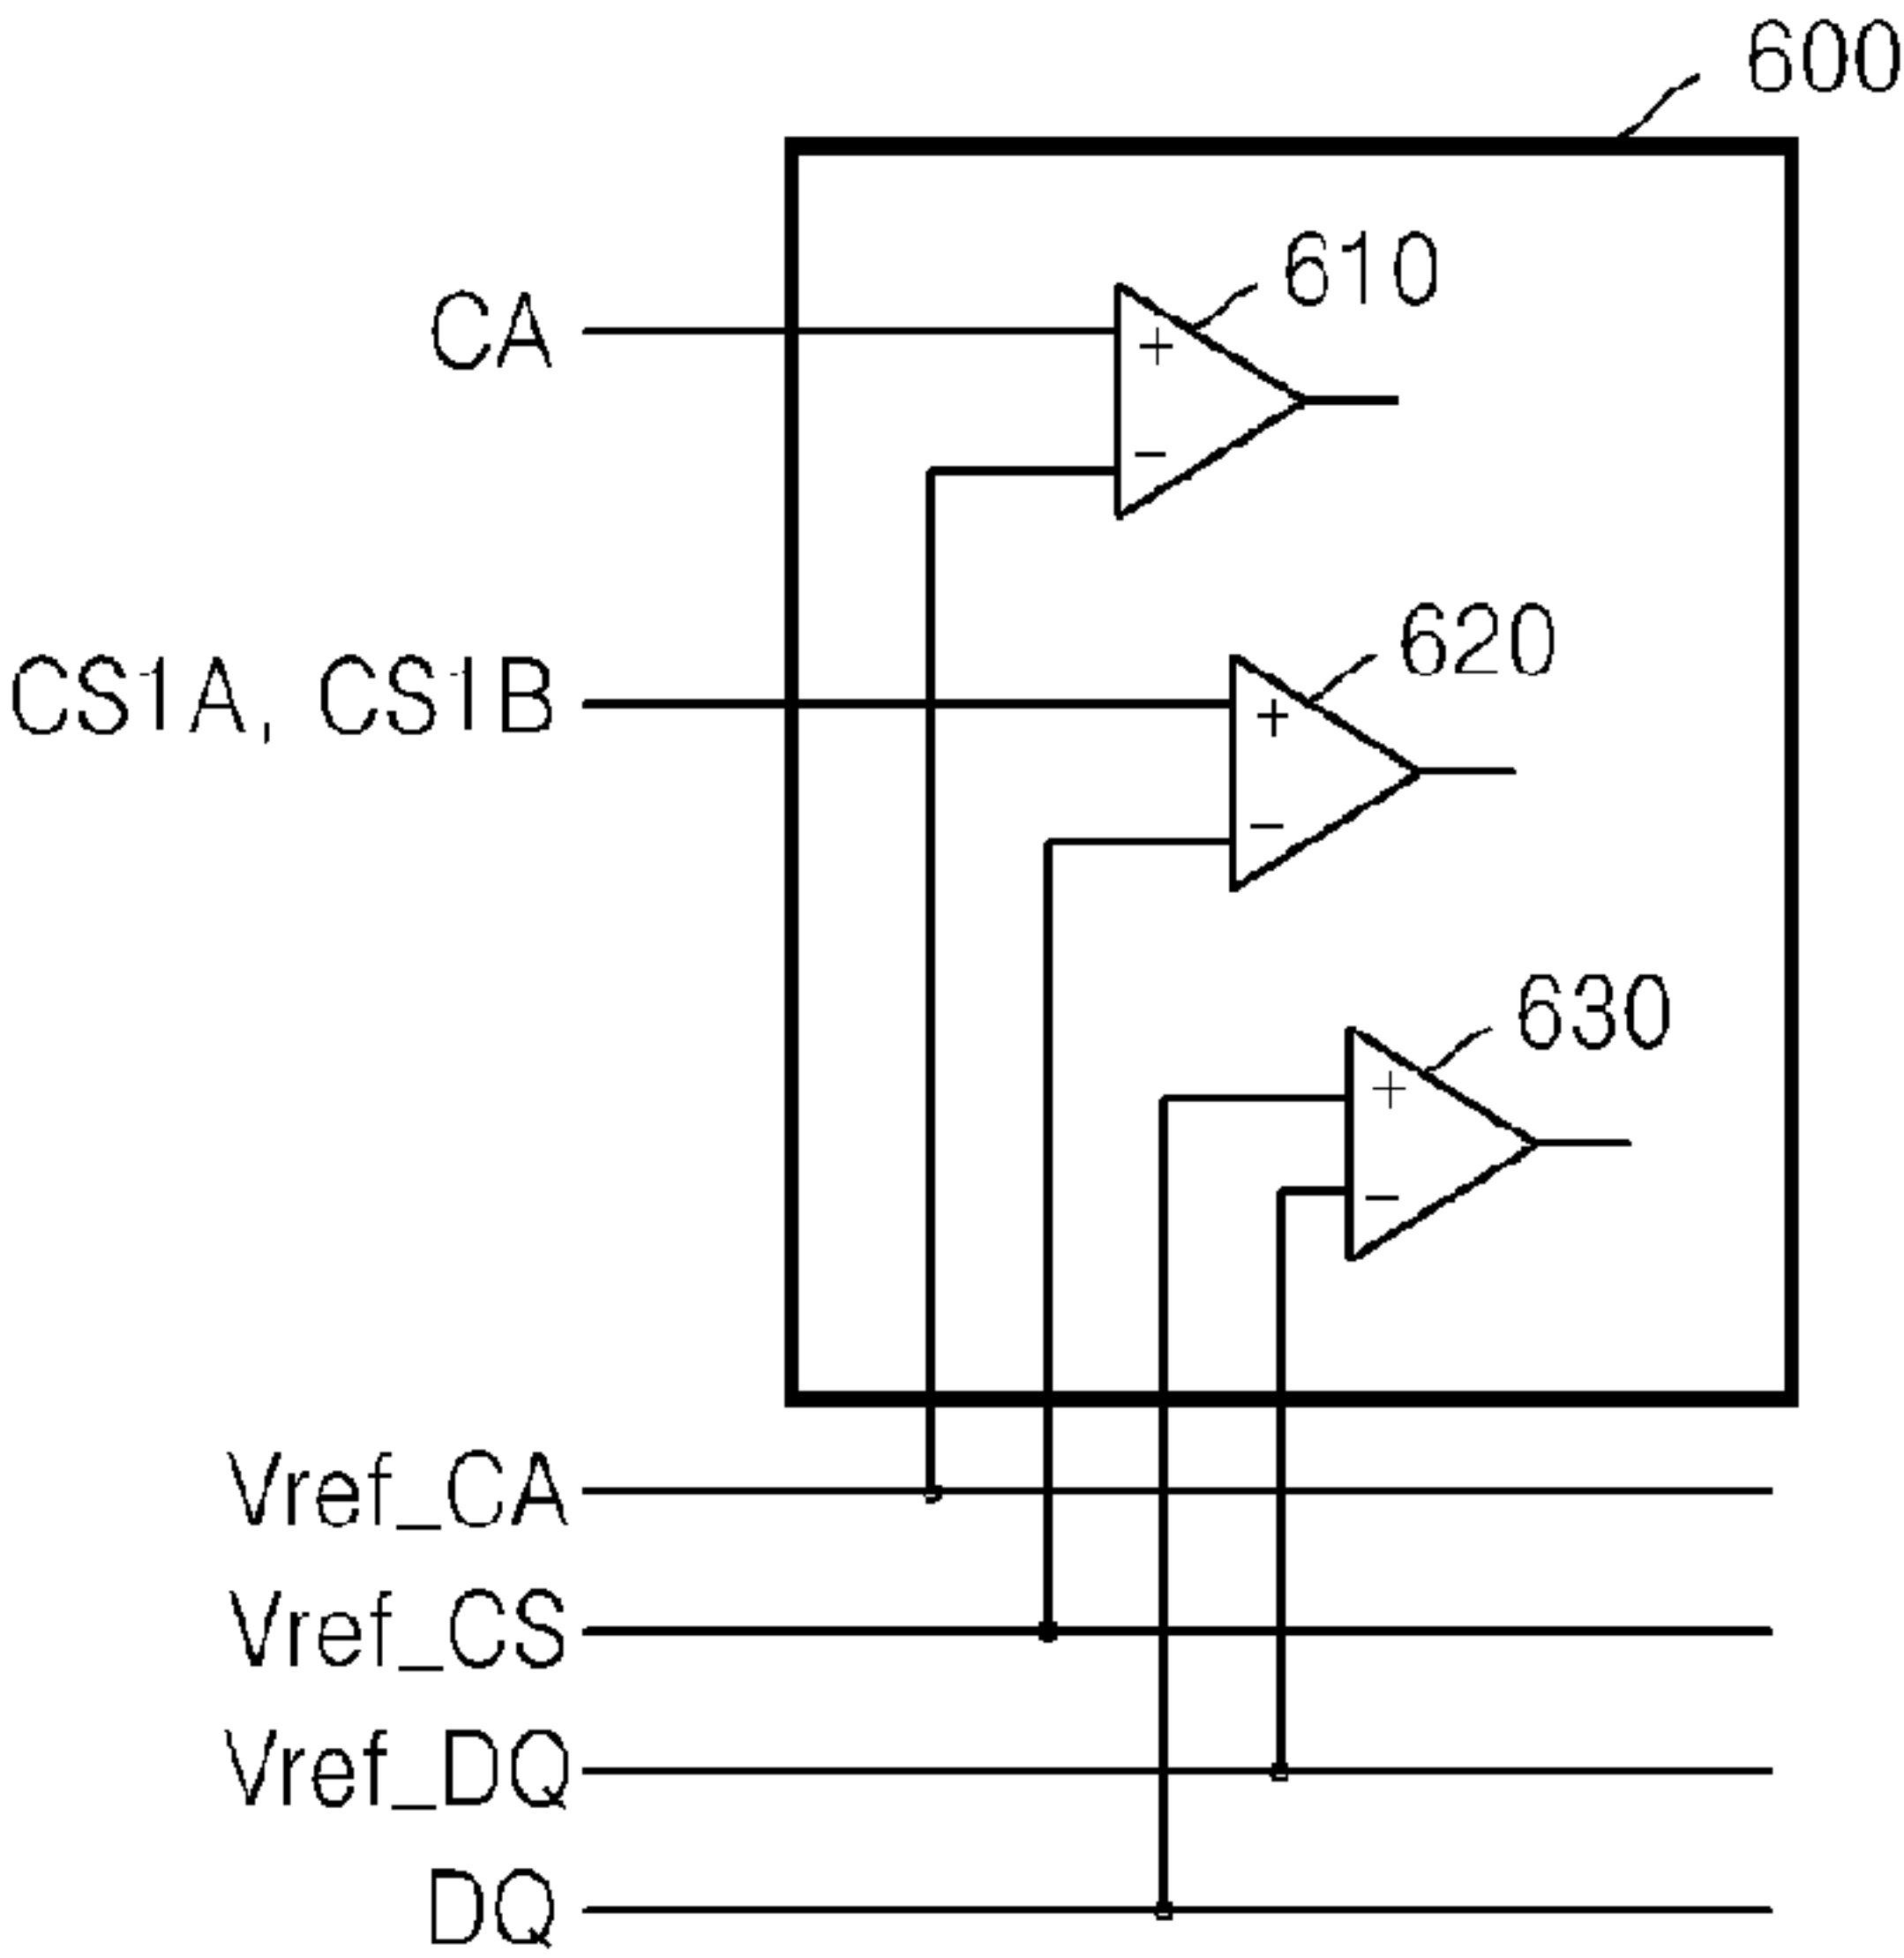 600
610
CA
+
−
620
CS1A, CS1B
+
−
630
+
−
Vref_CA
Vref_CS
Vref_DQ
DQ